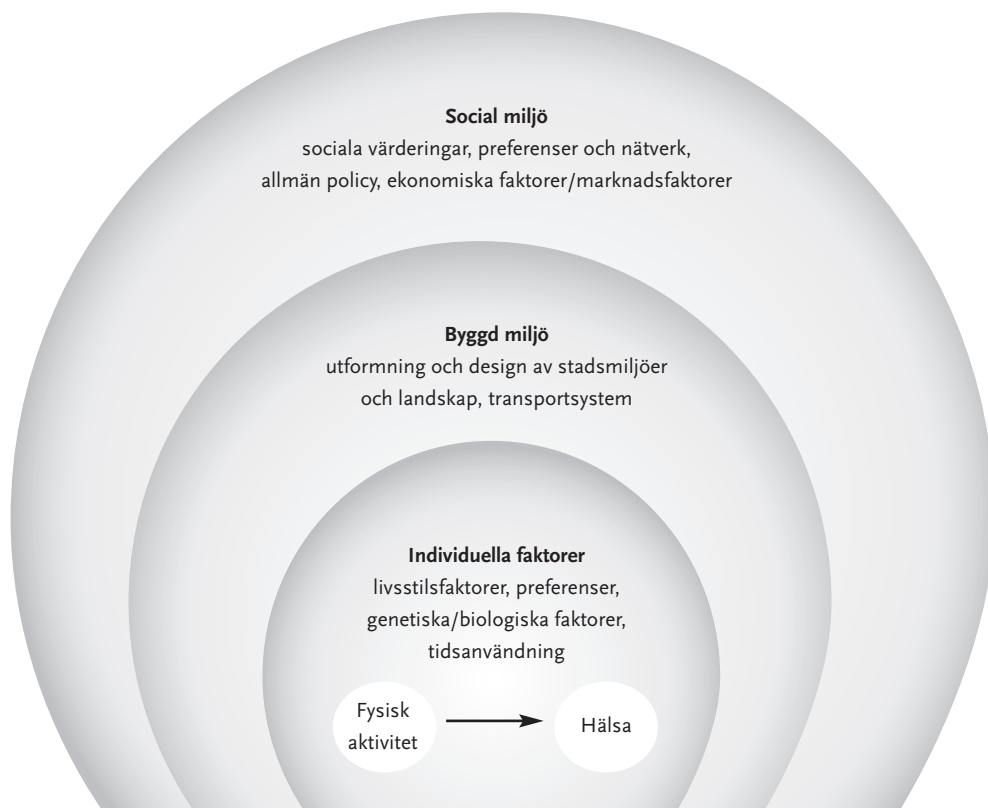 Social miljö
sociala värderingar, preferenser och nätverk,
allmän policy, ekonomiska faktorer/marknadsfaktorer
Byggd miljö
utformning och design av stadsmiljöer
och landskap, transportsystem
Individuella faktorer
livsstilsfaktorer, preferenser,
genetiska/biologiska faktorer,
tidsanvändning
Fysisk
aktivitet
Hälsa